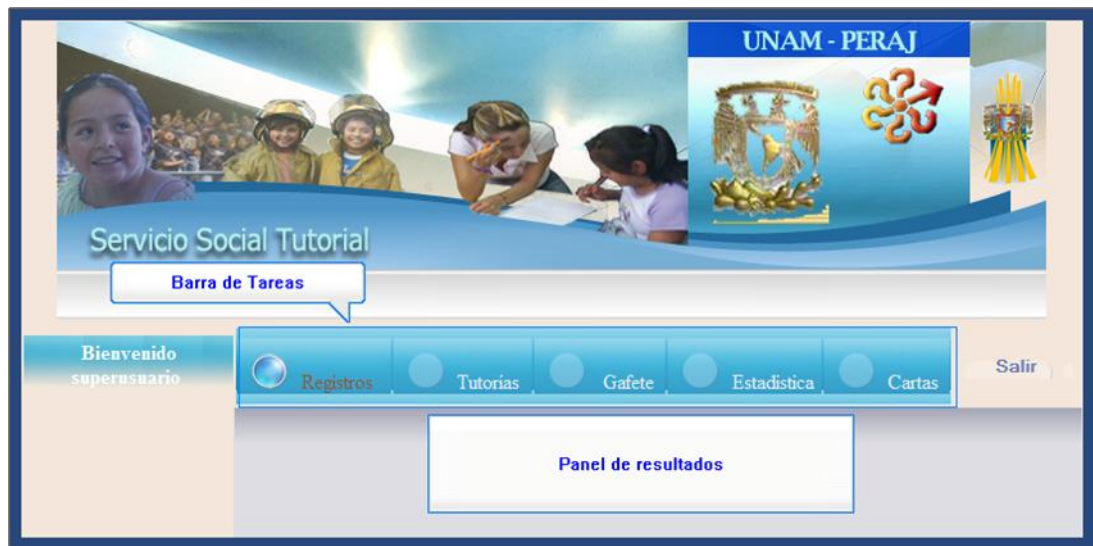 UNAM - PERAJ
Servicio Social Tutorial
Barra de Tareas
Bienvenido
superusuario
Registros
Tutorias
Gafete
Estadistica
Cartas
Salir
Panel de resultados